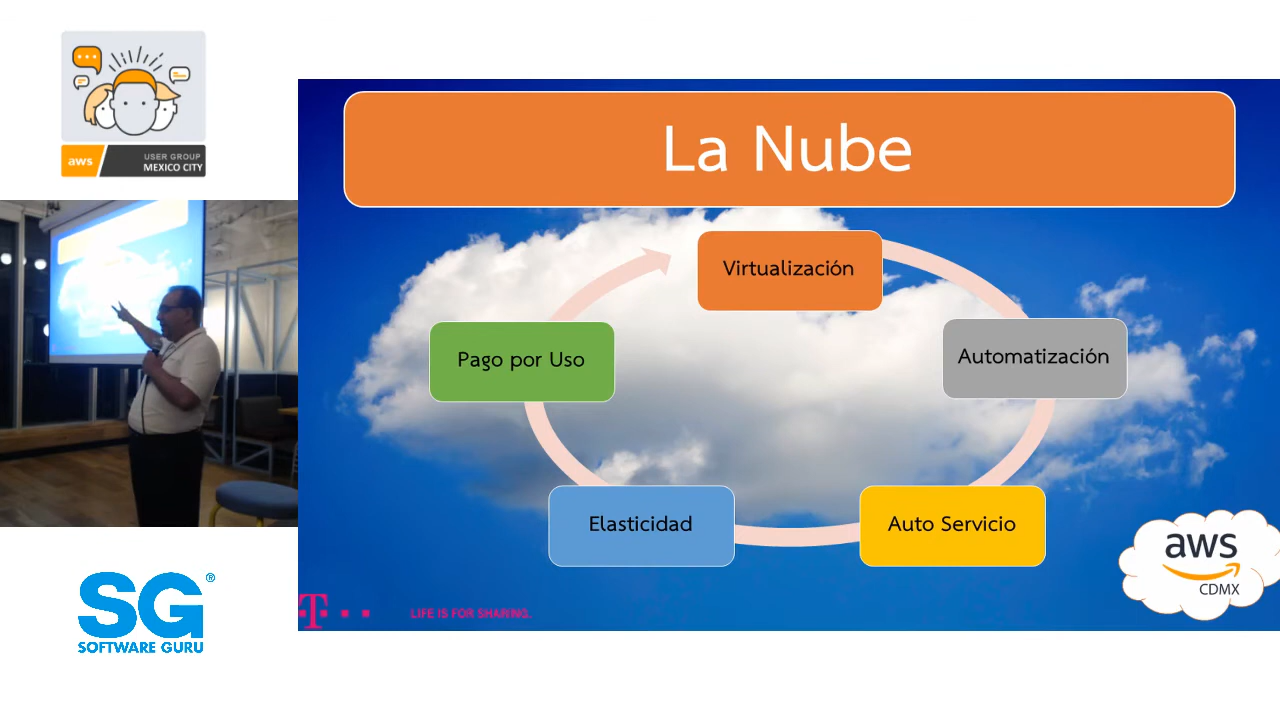 aws
USER GROUP
MEXICO CITY
La Nube
Virtualización
Pago por Uso
Automatización
Elasticidad
Auto Servicio
aws
CDMX
T
LIFE IS FOR SHARING.
SG®
SOFTWARE GURU